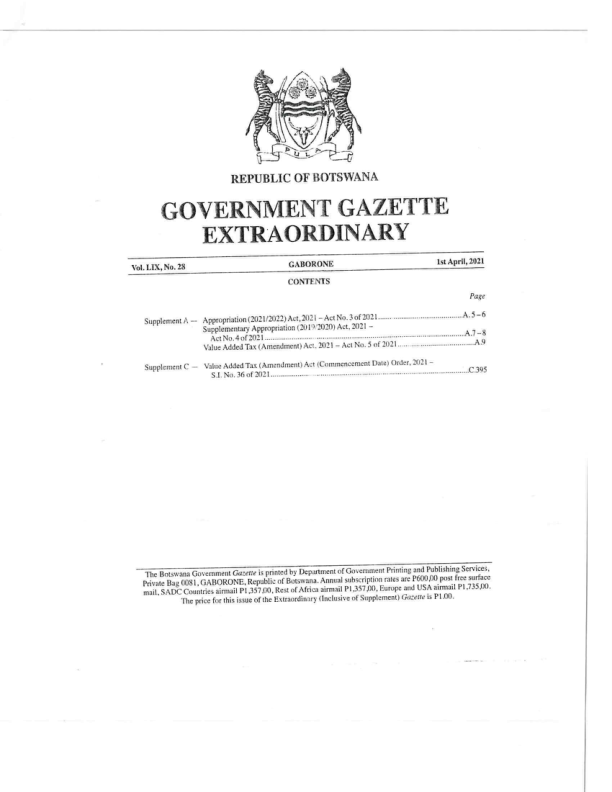 PULA
REPUBLIC OF BOTSWANA
GOVERNMENT GAZETTE
EXTRAORDINARY
Vol. LIX, No. 28 GABORONE 1st April, 2021
CONTENTS
Page
Supplement A — Appropriation (2021/2022) Act, 2021 – Act No. 3 of 2021..........A. 5 – 6
Supplementary Appropriation (2019/2020) Act, 2021 –
Act No. 4 of 2021..........A.7 – 8
Value Added Tax (Amendment) Act, 2021 – Act No. 5 of 2021..........A.9
Supplement C — Value Added Tax (Amendment) Act (Commencement Date) Order, 2021 –
S.I. No. 36 of 2021..........C.395
The Botswana Government Gazette is printed by Department of Government Printing and Publishing Services,
Private Bag 0081, GABORONE, Republic of Botswana. Annual subscription rates are P600,00 post free surface
mail, SADC Countries airmail P1,357,00, Rest of Africa airmail P1,357,00, Europe and USA airmail P1,735,00.
The price for this issue of the Extraordinary (Inclusive of Supplement) Gazette is P1.00.